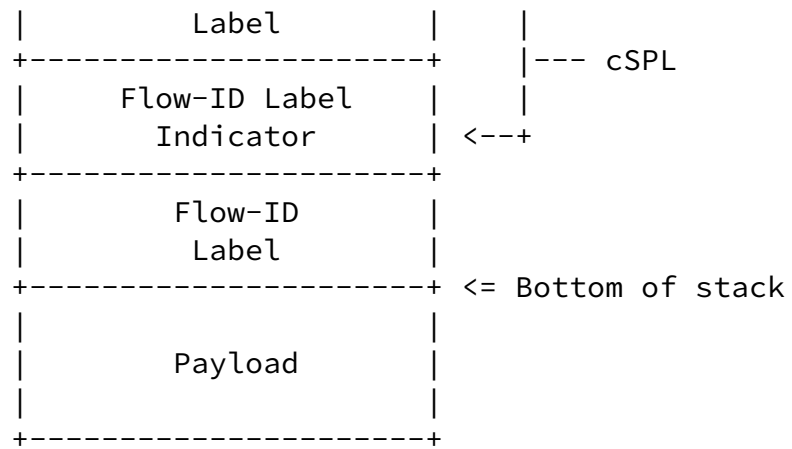 |         Label         |    |
+-----------------------+    |--- cSPL
|     Flow-ID Label     |    |
|       Indicator       | <--+
+-----------------------+
|        Flow-ID        |
|         Label         |
+-----------------------+ <= Bottom of stack
|                       |
|        Payload        |
|                       |
+-----------------------+